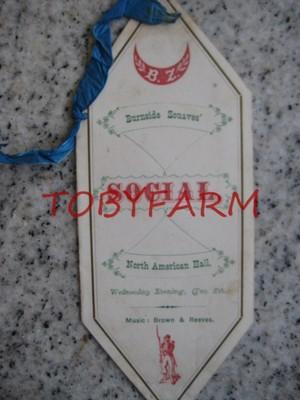 B. Z.
Burnside Zouaves'
SOCIAL
TOBYFARM
North American Hall,
Wednesday Evening,
Music: Brown & Reeves.